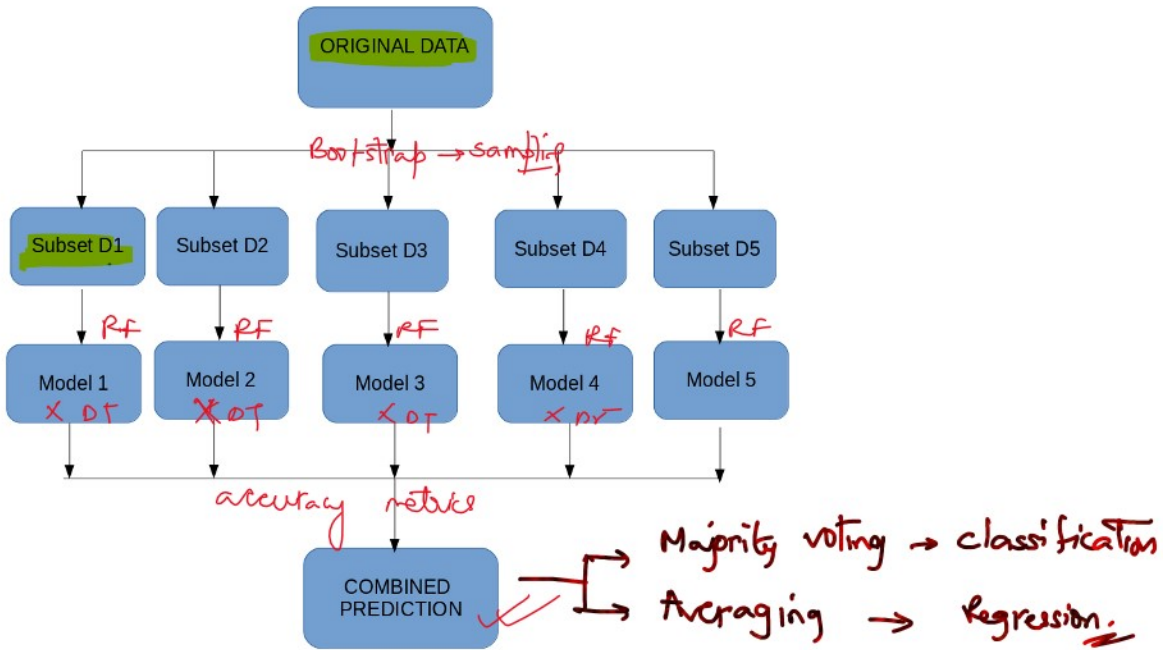 ORIGINAL DATA
Bootstrap → sampling
Subset D1 Subset D2 Subset D3 Subset D4 Subset D5
RF RF RF RF RF
Model 1 Model 2 Model 3 Model 4 Model 5
X DT X DT X DT X DT
accuracy metrics
COMBINED
PREDICTION
Majority voting → classification
Averaging → Regression.